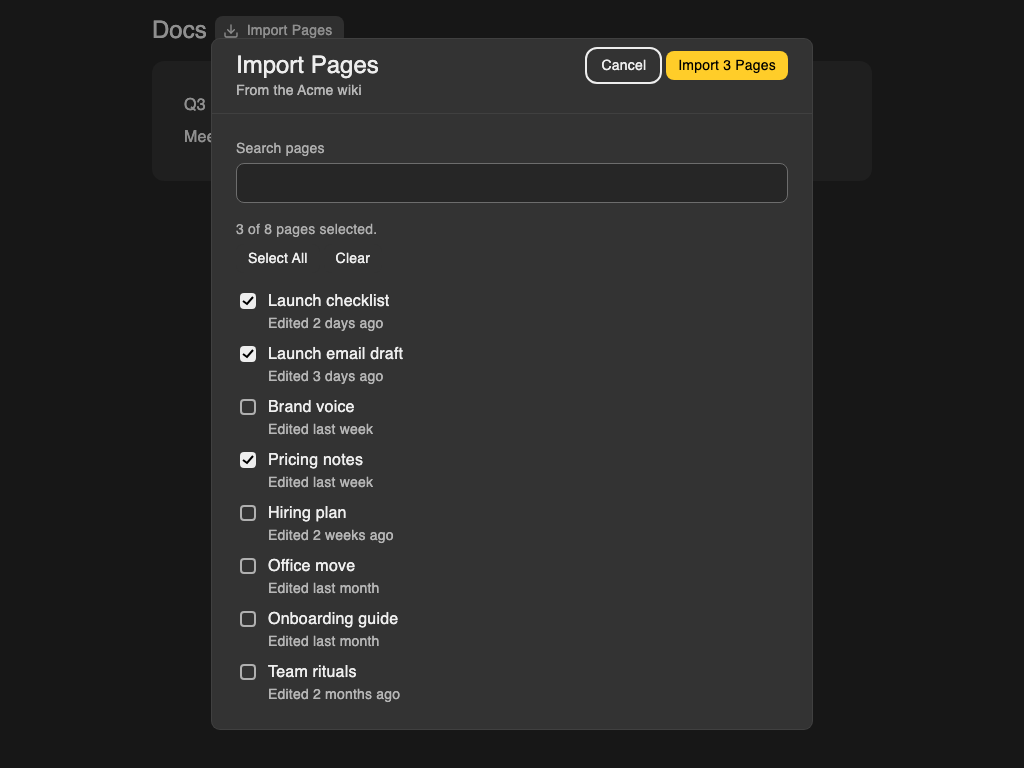 Docs
Import Pages
Import Pages
Cancel
Import 3 Pages
From the Acme wiki
Q3
Search pages
3 of 8 pages selected.
Select All
Clear
Launch checklist
Edited 2 days ago
Launch email draft
Edited 3 days ago
Brand voice
Edited last week
Pricing notes
Edited last week
Hiring plan
Edited 2 weeks ago
Office move
Edited last month
Onboarding guide
Edited last month
Team rituals
Edited 2 months ago